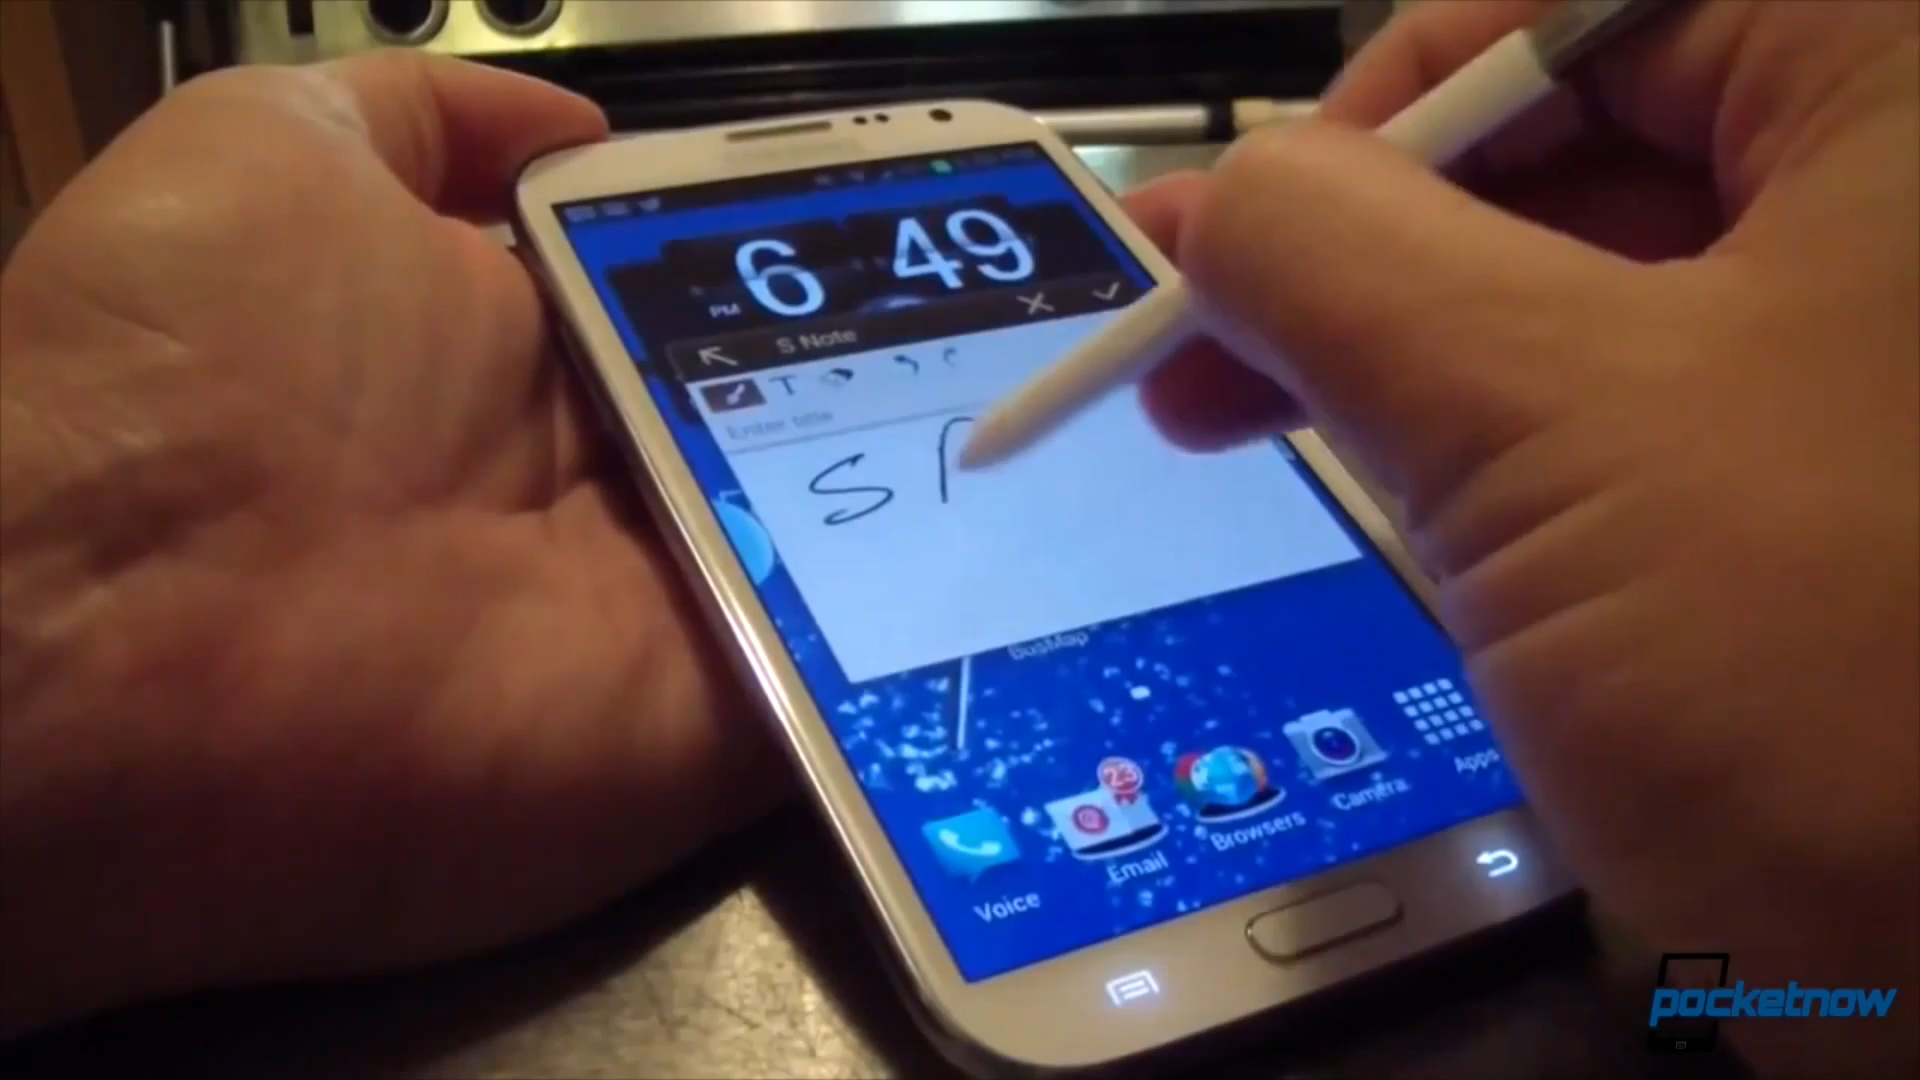 6 49
PM
S Note
T
Enter title
S
BusMap
23
Voice
Email
Browsers
Camera
Apps
pocketnow